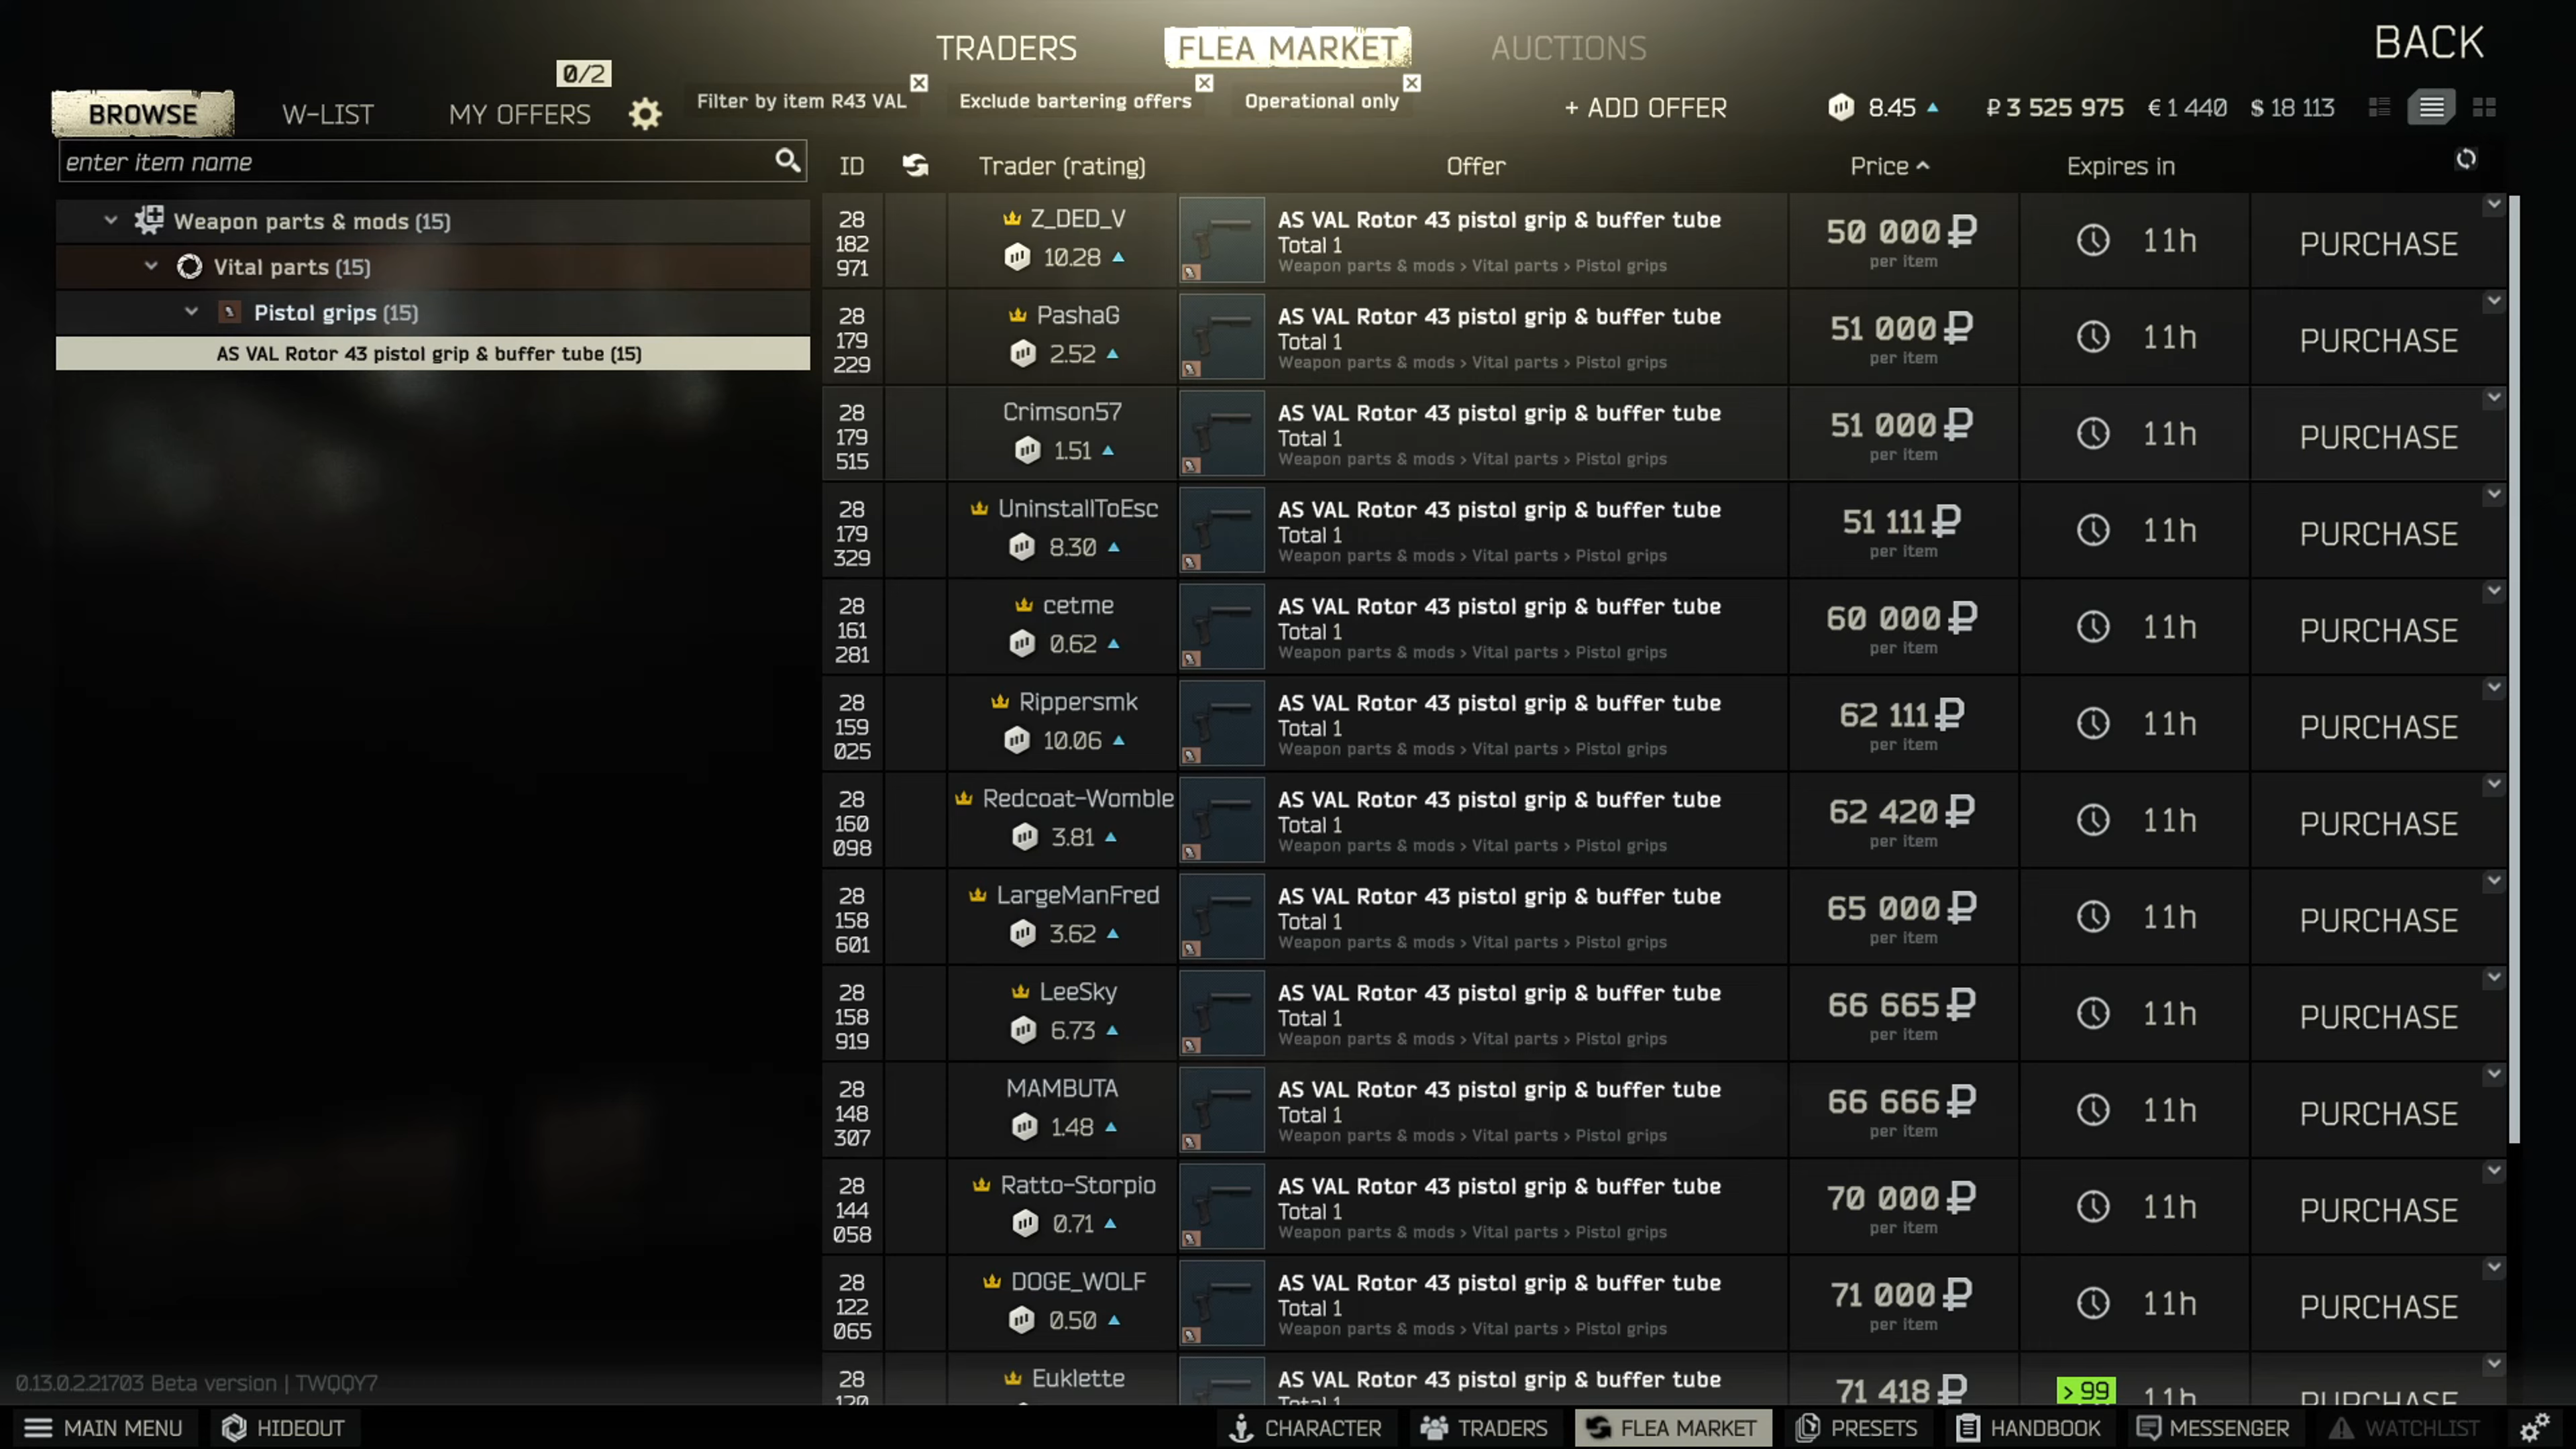 TRADERS
FLEA MARKET
AUCTIONS
BACK
BROWSE
W-LIST
0/2
MY OFFERS
Filter by item R43 VAL
Exclude bartering offers
Operational only
+ ADD OFFER
8.45
₽ 3 525 975
€ 1 440
$ 18 113
enter item name
Weapon parts & mods (15)
Vital parts (15)
Pistol grips (15)
AS VAL Rotor 43 pistol grip & buffer tube (15)
ID
Trader (rating)
Offer
Price
Expires in
28
182
971
Z_DED_V
10.28
AS VAL Rotor 43 pistol grip & buffer tube
Total 1
Weapon parts & mods › Vital parts › Pistol grips
50 000 ₽
per item
11h
PURCHASE
28
179
229
PashaG
2.52
AS VAL Rotor 43 pistol grip & buffer tube
Total 1
Weapon parts & mods › Vital parts › Pistol grips
51 000 ₽
per item
11h
PURCHASE
28
179
515
Crimson57
1.51
AS VAL Rotor 43 pistol grip & buffer tube
Total 1
Weapon parts & mods › Vital parts › Pistol grips
51 000 ₽
per item
11h
PURCHASE
28
179
329
UninstallToEsc
8.30
AS VAL Rotor 43 pistol grip & buffer tube
Total 1
Weapon parts & mods › Vital parts › Pistol grips
51 111 ₽
per item
11h
PURCHASE
28
161
281
cetme
0.62
AS VAL Rotor 43 pistol grip & buffer tube
Total 1
Weapon parts & mods › Vital parts › Pistol grips
60 000 ₽
per item
11h
PURCHASE
28
159
025
Rippersmk
10.06
AS VAL Rotor 43 pistol grip & buffer tube
Total 1
Weapon parts & mods › Vital parts › Pistol grips
62 111 ₽
per item
11h
PURCHASE
28
160
098
Redcoat-Womble
3.81
AS VAL Rotor 43 pistol grip & buffer tube
Total 1
Weapon parts & mods › Vital parts › Pistol grips
62 420 ₽
per item
11h
PURCHASE
28
158
601
LargeManFred
3.62
AS VAL Rotor 43 pistol grip & buffer tube
Total 1
Weapon parts & mods › Vital parts › Pistol grips
65 000 ₽
per item
11h
PURCHASE
28
158
919
LeeSky
6.73
AS VAL Rotor 43 pistol grip & buffer tube
Total 1
Weapon parts & mods › Vital parts › Pistol grips
66 665 ₽
per item
11h
PURCHASE
28
148
307
MAMBUTA
1.48
AS VAL Rotor 43 pistol grip & buffer tube
Total 1
Weapon parts & mods › Vital parts › Pistol grips
66 666 ₽
per item
11h
PURCHASE
28
144
058
Ratto-Storpio
0.71
AS VAL Rotor 43 pistol grip & buffer tube
Total 1
Weapon parts & mods › Vital parts › Pistol grips
70 000 ₽
per item
11h
PURCHASE
28
122
065
DOGE_WOLF
0.50
AS VAL Rotor 43 pistol grip & buffer tube
Total 1
Weapon parts & mods › Vital parts › Pistol grips
71 000 ₽
per item
11h
PURCHASE
28
120
Euklette
AS VAL Rotor 43 pistol grip & buffer tube
Total 1
71 418 ₽
> 99
11h
PURCHASE
0.13.0.2.21703 Beta version | TWQQY7
MAIN MENU
HIDEOUT
CHARACTER
TRADERS
FLEA MARKET
PRESETS
HANDBOOK
MESSENGER
WATCHLIST